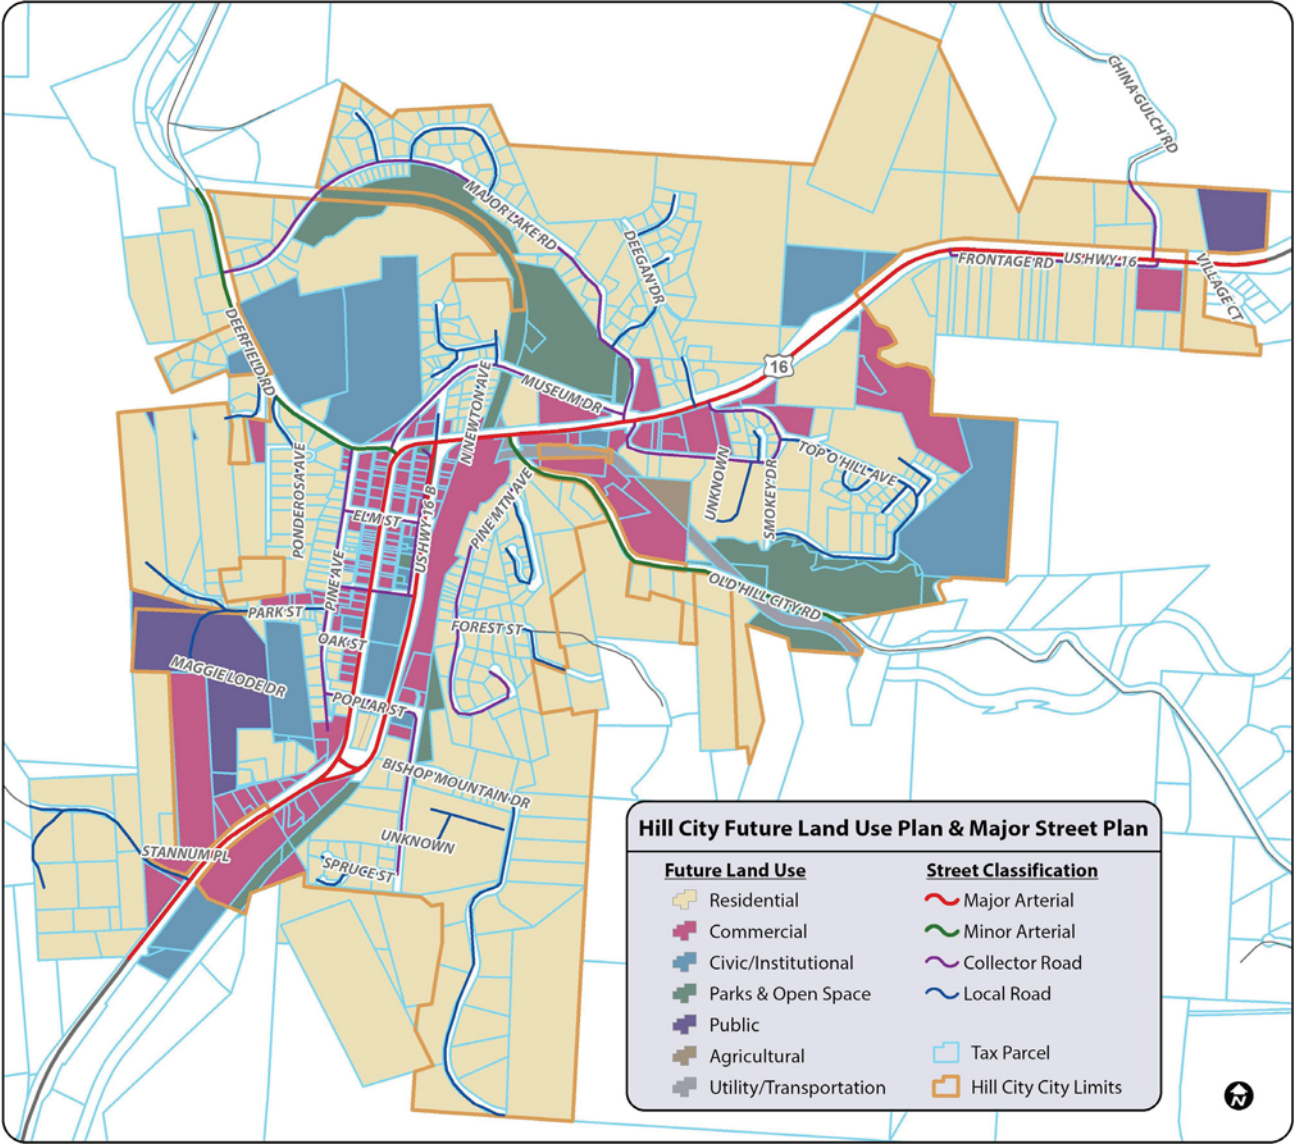 CHINA GULCH RD
MAJOR LAKE RD
DEEGAN DR
FRONTAGE RD
US HWY 16
VILLAGE CT
DEERFIELD RD
16
MUSEUM DR
N NEWTON AVE
PONDEROSA AVE
UNKNOWN
SMOKEY DR
TOP O'HILL AVE
ELM ST
US HWY 16 B
PINE MTN AVE
PINE AVE
OLD HILL CITY RD
PARK ST
OAK ST
FOREST ST
MAGGIE LODE DR
POPLAR ST
BISHOP MOUNTAIN DR
UNKNOWN
STANNUM PL
SPRUCE ST
Hill City Future Land Use Plan & Major Street Plan
Future Land Use
Residential
Commercial
Civic/Institutional
Parks & Open Space
Public
Agricultural
Utility/Transportation
Street Classification
Major Arterial
Minor Arterial
Collector Road
Local Road
Tax Parcel
Hill City City Limits
N